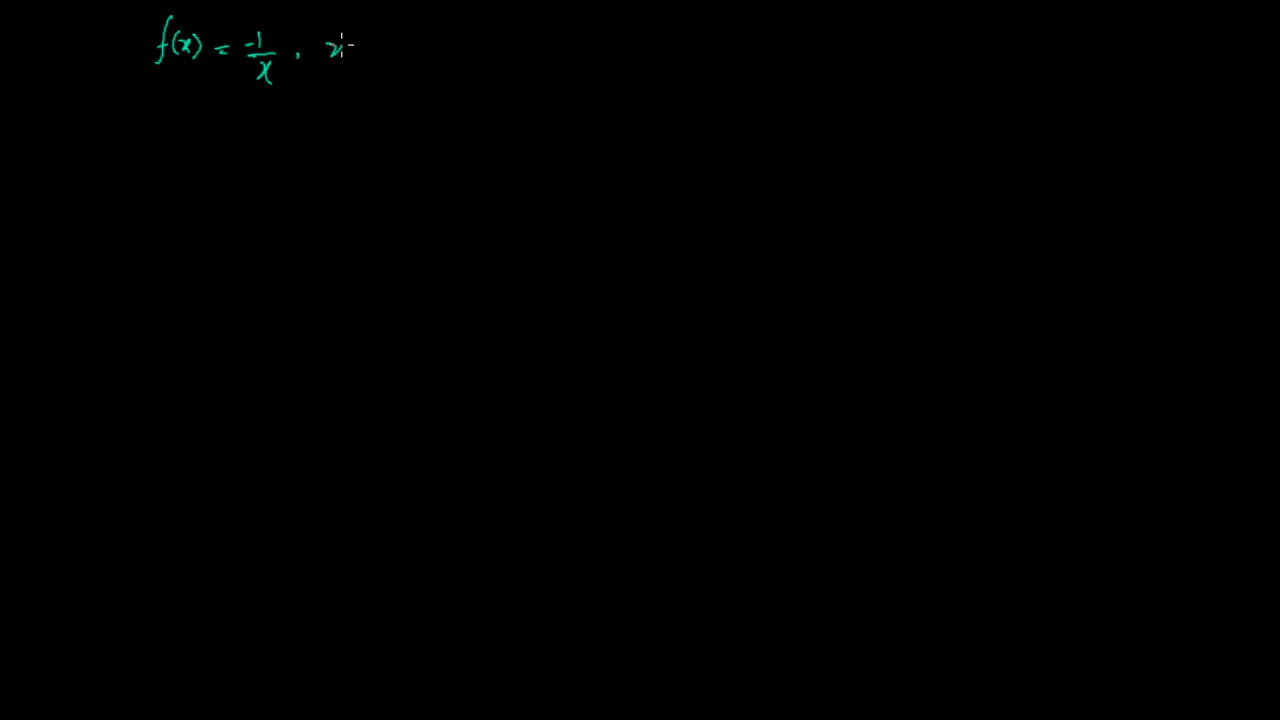 f(x) = -1/x , x